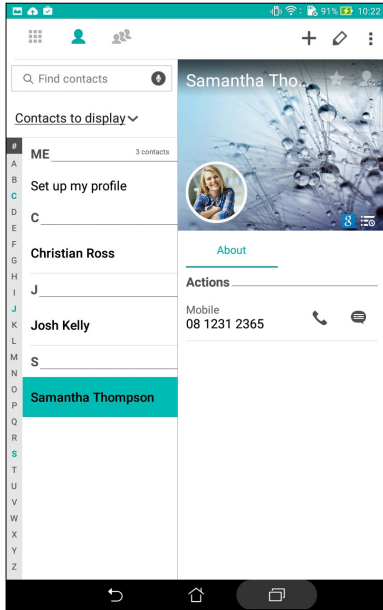 91% 10:22
Find contacts
Contacts to display
ME 3 contacts
Set up my profile
C
Christian Ross
J
Josh Kelly
S
Samantha Thompson
#
A
B
C
D
E
F
G
H
I
J
K
L
M
N
O
P
Q
R
S
T
U
V
W
X
Y
Z
Samantha Tho...
8
About
Actions
Mobile
08 1231 2365